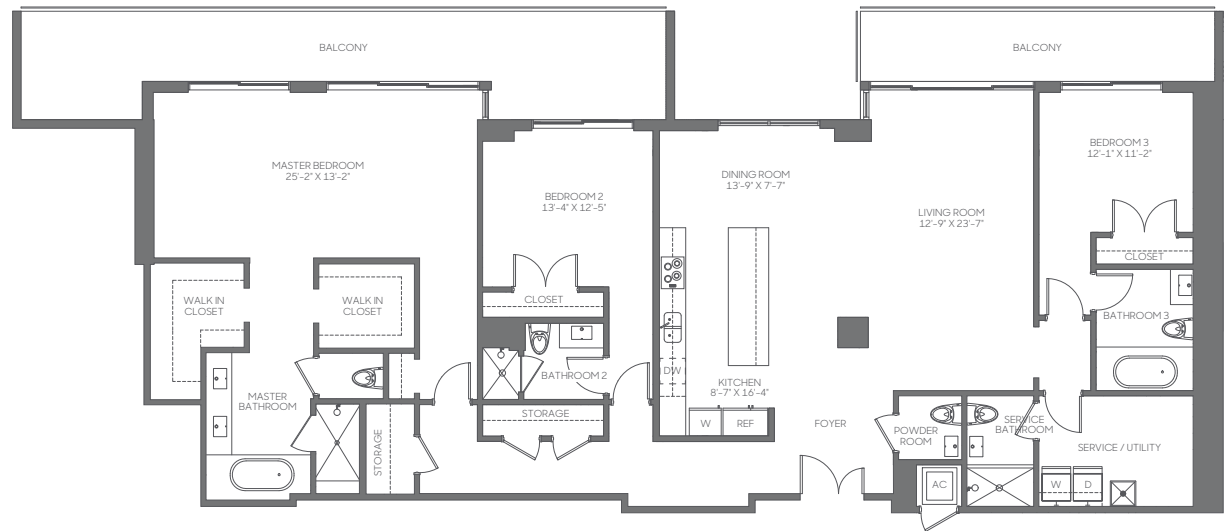 BALCONY
BALCONY
MASTER BEDROOM
25'-2" X 13'-2"
BEDROOM 2
13'-4" X 12'-5"
DINING ROOM
13'-9" X 7'-7"
LIVING ROOM
12'-9" X 23'-7"
BEDROOM 3
12'-1" X 11'-2"
CLOSET
WALK IN
CLOSET
WALK IN
CLOSET
CLOSET
BATHROOM 3
BATHROOM 2
DW
KITCHEN
8'-7" X 16'-4"
MASTER
BATHROOM
STORAGE
STORAGE
W
REF
FOYER
POWDER
ROOM
SERVICE
BATHROOM
SERVICE / UTILITY
AC
W
D